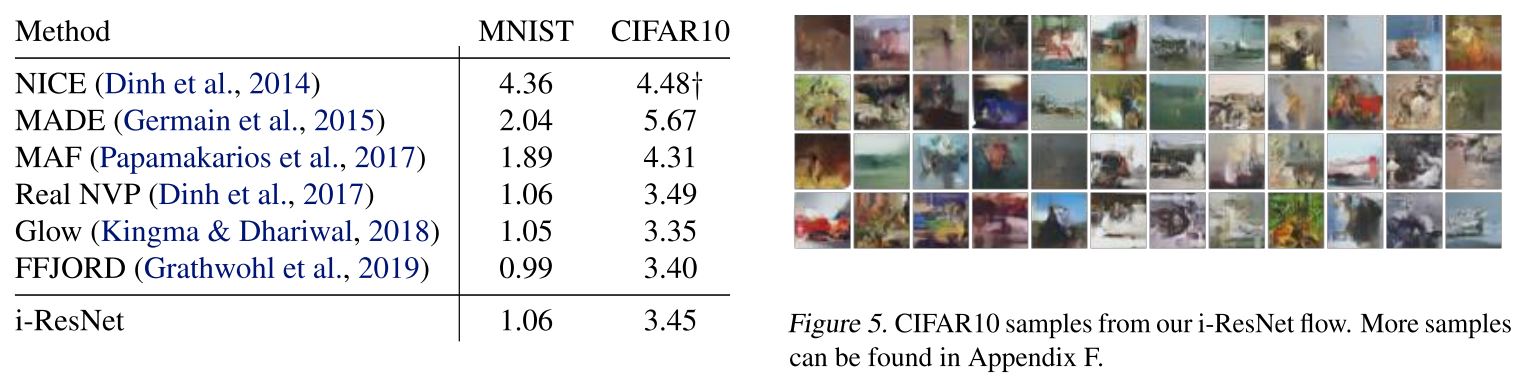 Method MNIST CIFAR10
NICE (Dinh et al., 2014) 4.36 4.48†
MADE (Germain et al., 2015) 2.04 5.67
MAF (Papamakarios et al., 2017) 1.89 4.31
Real NVP (Dinh et al., 2017) 1.06 3.49
Glow (Kingma & Dhariwal, 2018) 1.05 3.35
FFJORD (Grathwohl et al., 2019) 0.99 3.40
i-ResNet 1.06 3.45
Figure 5. CIFAR10 samples from our i-ResNet flow. More samples
can be found in Appendix F.